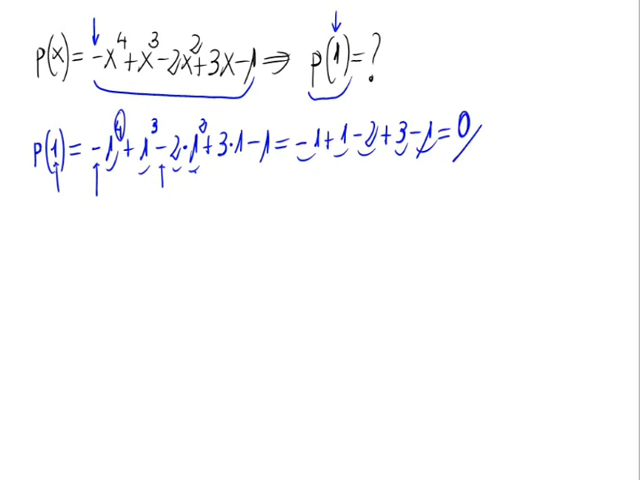 p(x) = -x⁴+x³-2x²+3x-1 ⇒ p(1)=?
p(1) = -1⁴+1³-2·1²+3·1-1 = -1+1-2+3-1=0